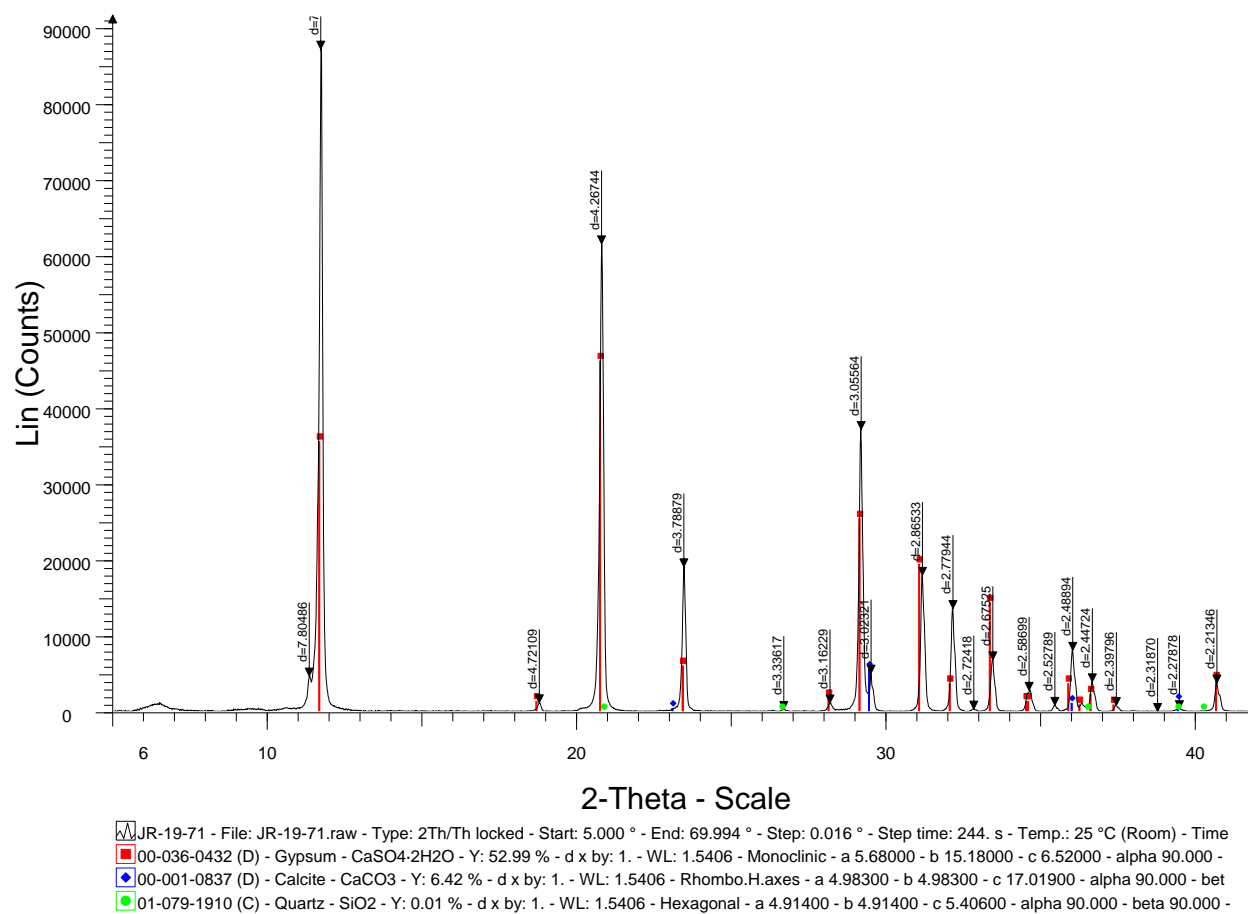 Lin (Counts)
90000
80000
70000
60000
50000
40000
30000
20000
10000
0
d=7.80486
d=7
d=4.72109
d=4.26744
d=3.78879
d=3.33617
d=3.16229
d=3.05564
d=3.02321
d=2.86533
d=2.77944
d=2.72418
d=2.67525
d=2.58699
d=2.52789
d=2.48894
d=2.44724
d=2.39796
d=2.31870
d=2.27878
d=2.21346
6 10 20 30 40
2-Theta - Scale
JR-19-71 - File: JR-19-71.raw - Type: 2Th/Th locked - Start: 5.000 ° - End: 69.994 ° - Step: 0.016 ° - Step time: 244. s - Temp.: 25 °C (Room) - Time
00-036-0432 (D) - Gypsum - CaSO4·2H2O - Y: 52.99 % - d x by: 1. - WL: 1.5406 - Monoclinic - a 5.68000 - b 15.18000 - c 6.52000 - alpha 90.000 -
00-001-0837 (D) - Calcite - CaCO3 - Y: 6.42 % - d x by: 1. - WL: 1.5406 - Rhombo.H.axes - a 4.98300 - b 4.98300 - c 17.01900 - alpha 90.000 - bet
01-079-1910 (C) - Quartz - SiO2 - Y: 0.01 % - d x by: 1. - WL: 1.5406 - Hexagonal - a 4.91400 - b 4.91400 - c 5.40600 - alpha 90.000 - beta 90.000 -